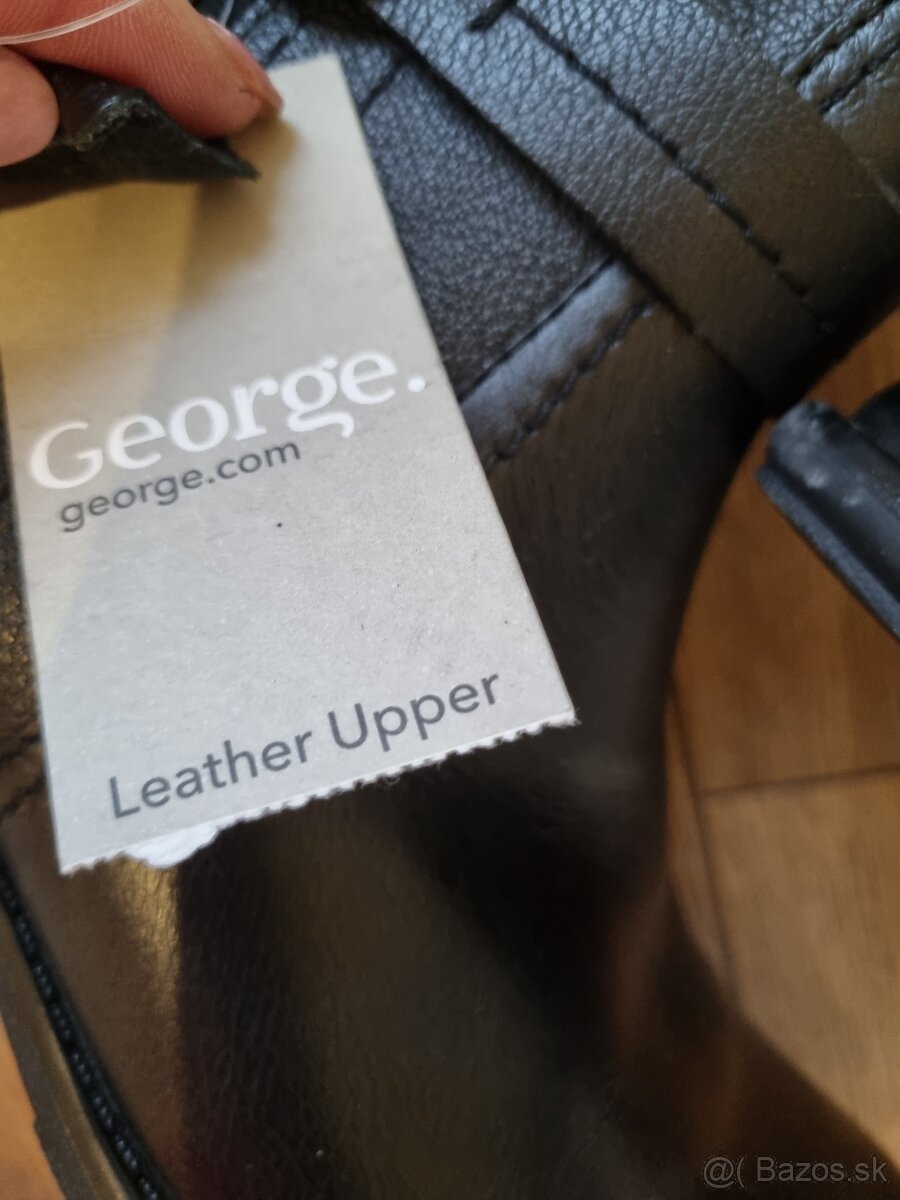 George.
george.com
Leather Upper
@( Bazos.sk